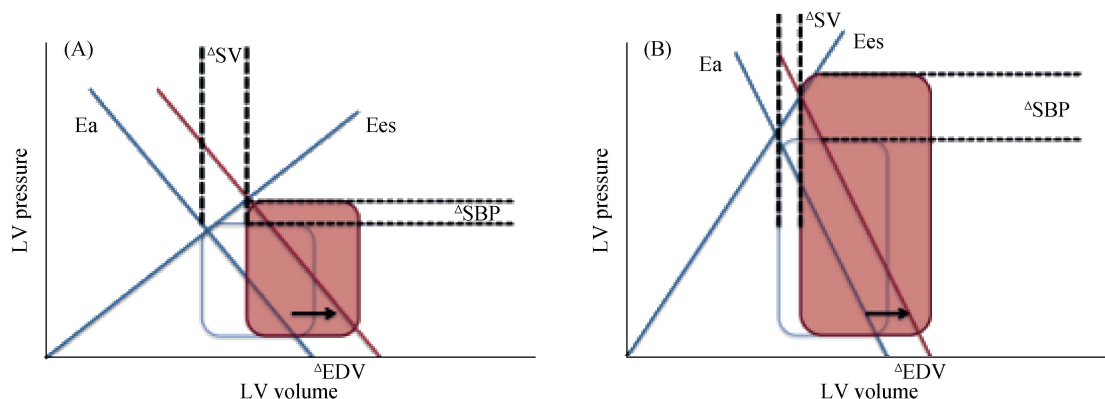 (A)
ΔSV
Ea
Ees
ΔSBP
LV pressure
ΔEDV
LV volume
(B)
ΔSV
Ees
Ea
ΔSBP
LV pressure
ΔEDV
LV volume